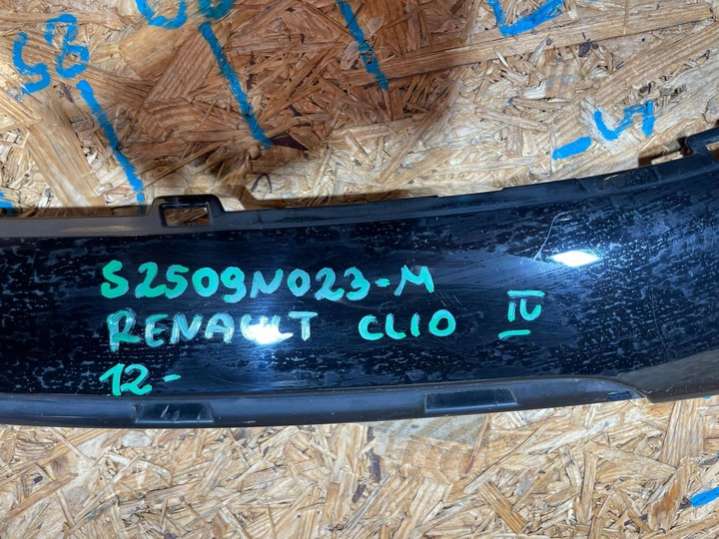 S2509N023-M
RENAULT CLIO IV
12-